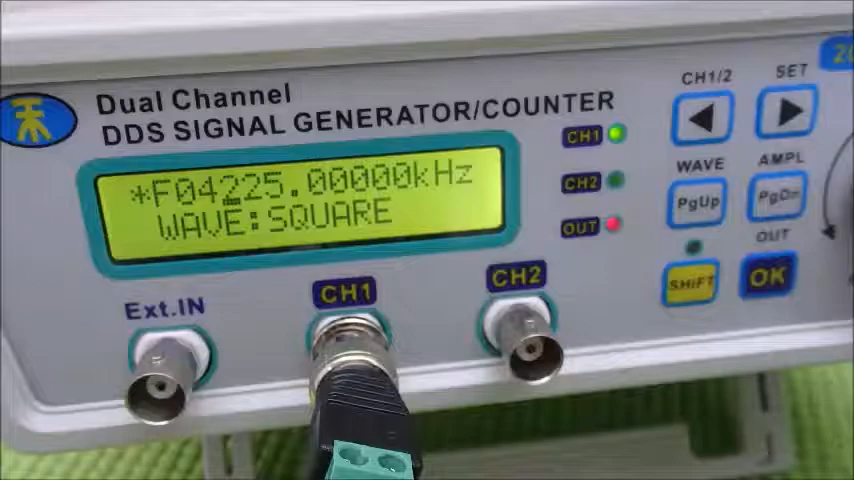 Dual Channel
DDS SIGNAL GENERATOR/COUNTER
*F04225.00000kHz
WAVE:SQUARE
CH1
CH2
OUT
CH1/2
SET
WAVE
AMPL
PgUp
PgDn
OUT
SHIFT
OK
Ext.IN
CH1
CH2